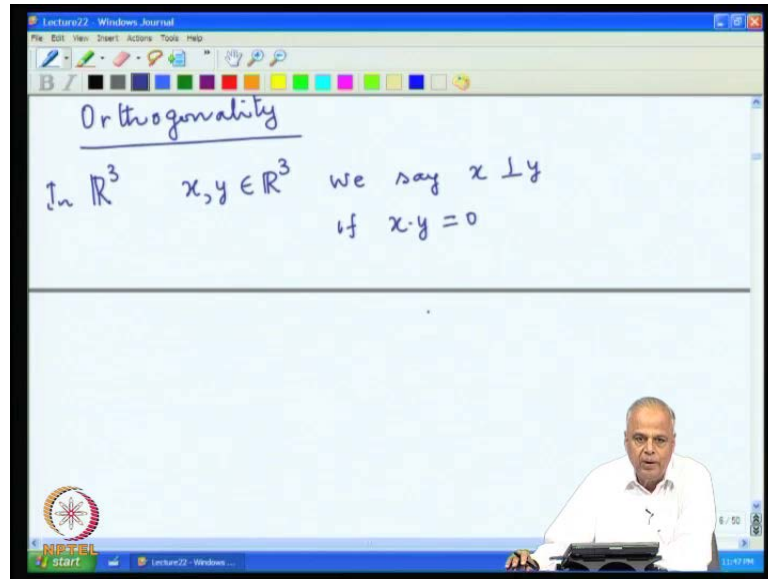 Lecture22 - Windows Journal
File Edit View Insert Actions Tools Help
B I
Orthogonality
In ℝ³ x, y ∈ ℝ³ we say x ⊥ y
if x·y = 0
6 / 50
NPTEL
start Lecture22 - Windows ... 11:47 PM